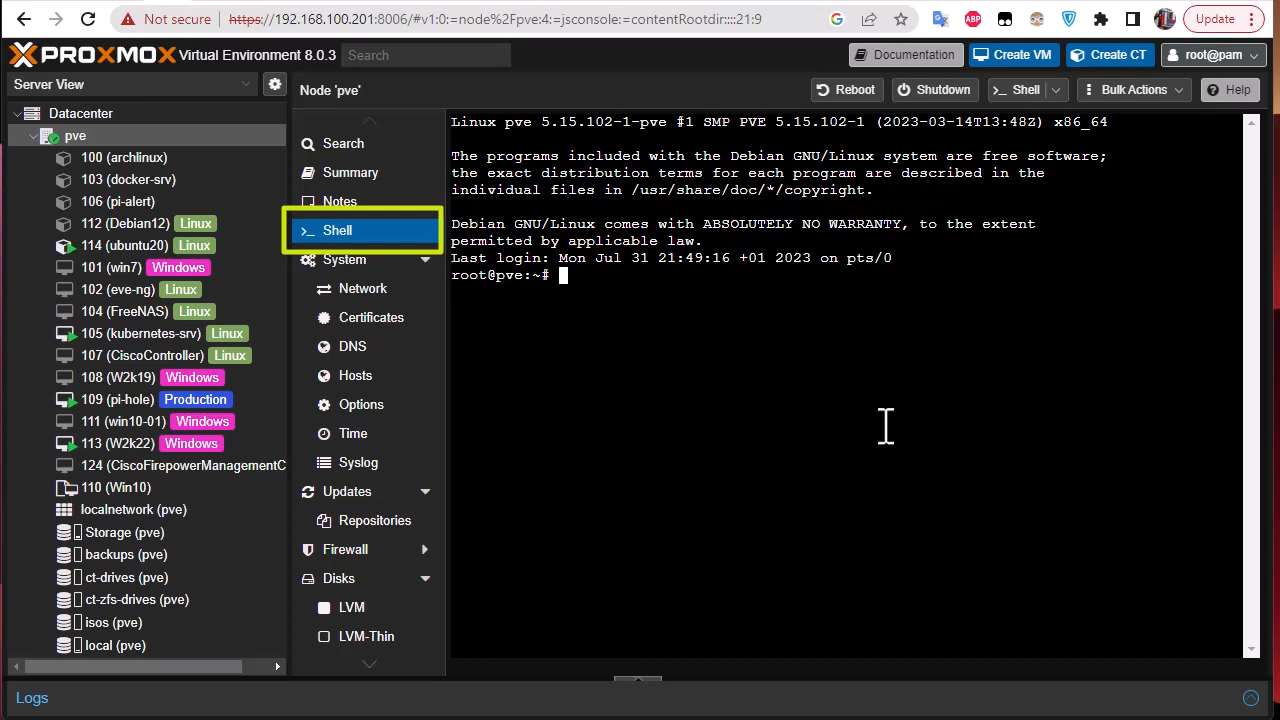 Not secure https://192.168.100.201:8006/#v1:0:=node%2Fpve:4:=jsconsole:=contentRootdir::::21:9 ABP Update
PROXMOX Virtual Environment 8.0.3 Search Documentation Create VM Create CT root@pam
Server View
Node 'pve' Reboot Shutdown >_ Shell Bulk Actions Help
Datacenter
pve
100 (archlinux)
103 (docker-srv)
106 (pi-alert)
112 (Debian12) Linux
114 (ubuntu20) Linux
101 (win7) Windows
102 (eve-ng) Linux
104 (FreeNAS) Linux
105 (kubernetes-srv) Linux
107 (CiscoController) Linux
108 (W2k19) Windows
109 (pi-hole) Production
111 (win10-01) Windows
113 (W2k22) Windows
124 (CiscoFirepowerManagementC
110 (Win10)
localnetwork (pve)
Storage (pve)
backups (pve)
ct-drives (pve)
ct-zfs-drives (pve)
isos (pve)
local (pve)
Search
Summary
Notes
>_ Shell
System
Network
Certificates
DNS
Hosts
Options
Time
Syslog
Updates
Repositories
Firewall
Disks
LVM
LVM-Thin
Linux pve 5.15.102-1-pve #1 SMP PVE 5.15.102-1 (2023-03-14T13:48Z) x86_64
The programs included with the Debian GNU/Linux system are free software;
the exact distribution terms for each program are described in the
individual files in /usr/share/doc/*/copyright.
Debian GNU/Linux comes with ABSOLUTELY NO WARRANTY, to the extent
permitted by applicable law.
Last login: Mon Jul 31 21:49:16 +01 2023 on pts/0
root@pve:~#
Logs